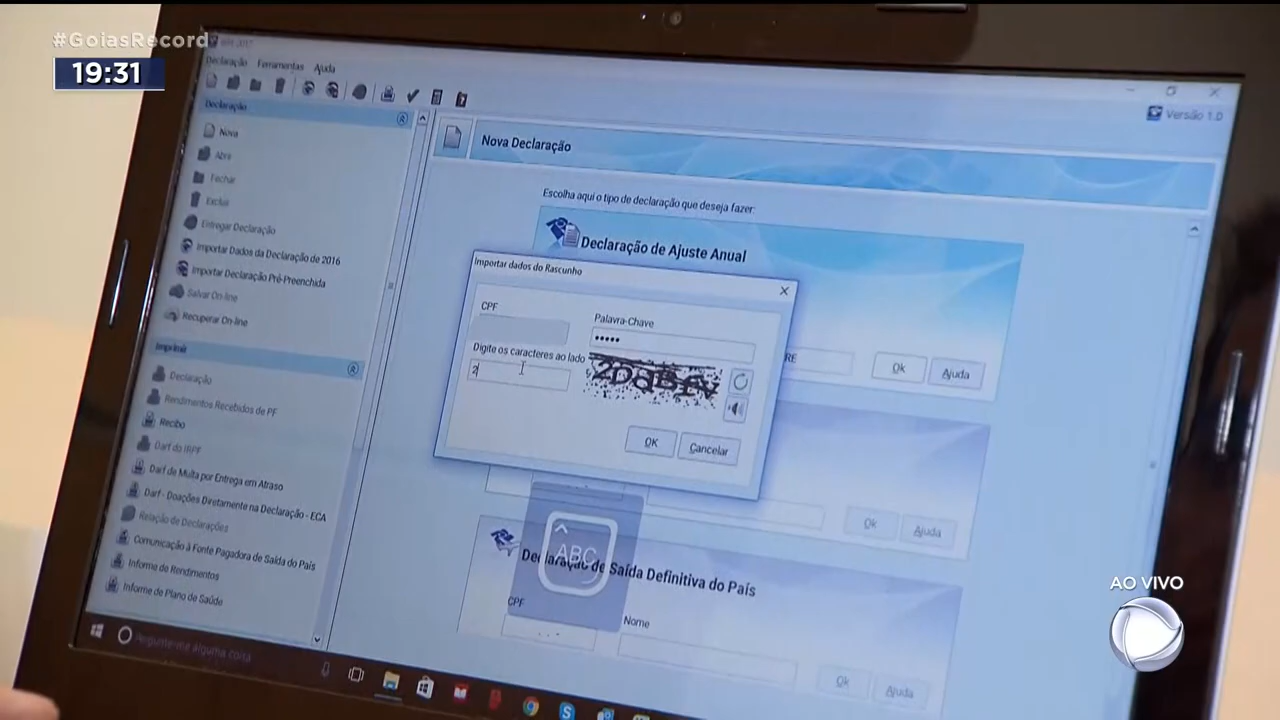 #GoiasRecord
19:31
Declaração Ferramentas Ajuda
Versão 1.0
Declaração
Nova
Abrir
Fechar
Excluir
Entregar Declaração
Importar Dados da Declaração de 2016
Importar Declaração Pré-Preenchida
Salvar On-line
Recuperar On-line
Imprimir
Declaração
Rendimentos Recebidos de PF
Recibo
Darf do IRPF
Darf de Multa por Entrega em Atraso
Darf - Doações Diretamente na Declaração - ECA
Relação de Declarações
Comunicação à Fonte Pagadora de Saída do País
Informe de Rendimentos
Informe de Plano de Saúde
Nova Declaração
Escolha aqui o tipo de declaração que deseja fazer:
Declaração de Ajuste Anual
Importar dados do Rascunho
CPF
Palavra-Chave
•••••
Digite os caracteres ao lado
2
OK Cancelar
RE
Ok Ajuda
Ok Ajuda
ABC
Declaração de Saída Definitiva do País
CPF
Nome
Ok Ajuda
Pergunte-me alguma coisa
AO VIVO